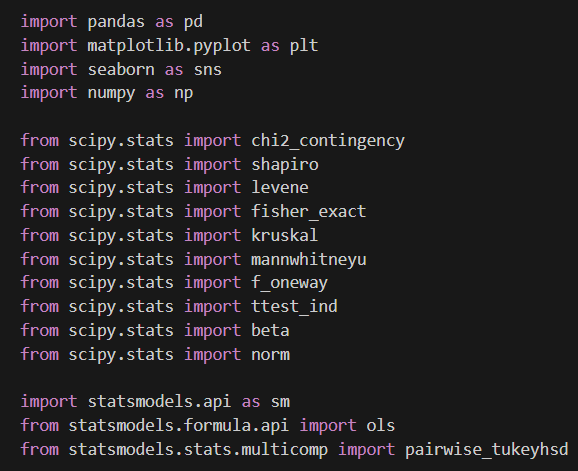 import pandas as pd
import matplotlib.pyplot as plt
import seaborn as sns
import numpy as np
from scipy.stats import chi2_contingency
from scipy.stats import shapiro
from scipy.stats import levene
from scipy.stats import fisher_exact
from scipy.stats import kruskal
from scipy.stats import mannwhitneyu
from scipy.stats import f_oneway
from scipy.stats import ttest_ind
from scipy.stats import beta
from scipy.stats import norm
import statsmodels.api as sm
from statsmodels.formula.api import ols
from statsmodels.stats.multicomp import pairwise_tukeyhsd